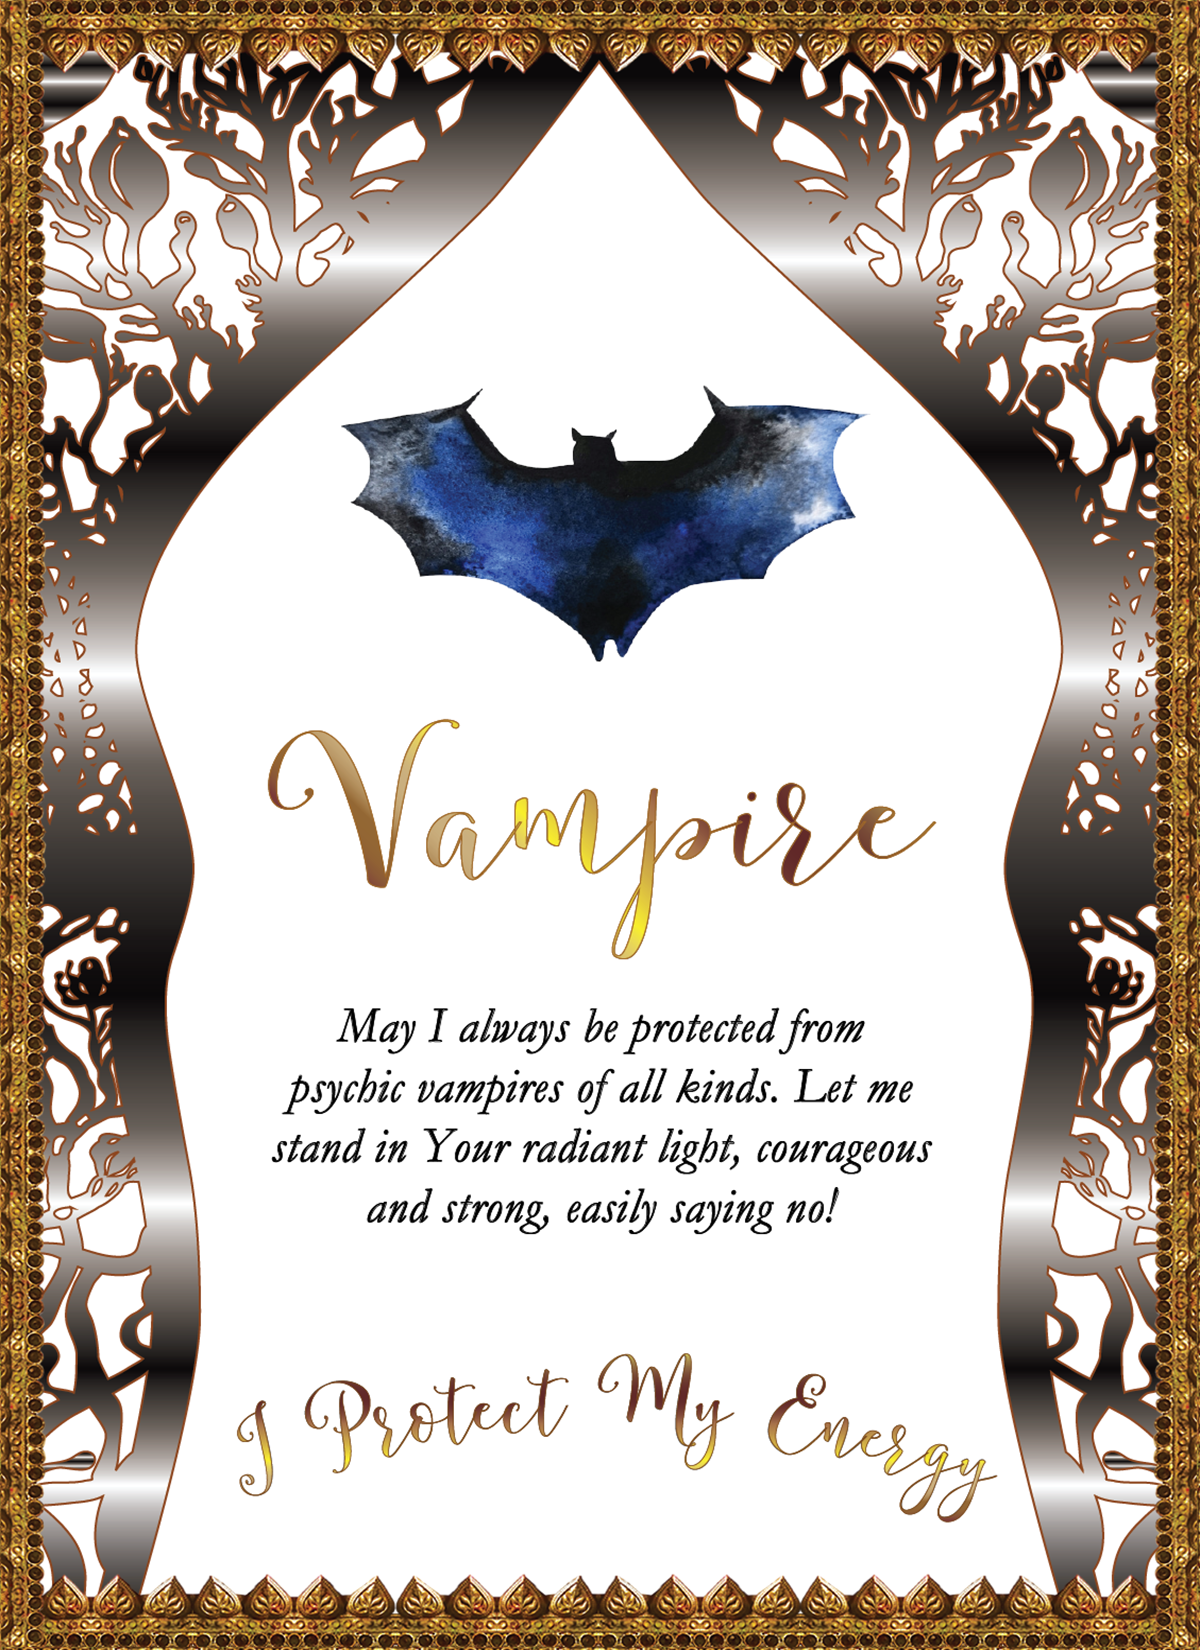 Vampire
May I always be protected from
psychic vampires of all kinds. Let me
stand in Your radiant light, courageous
and strong, easily saying no!
I Protect My Energy